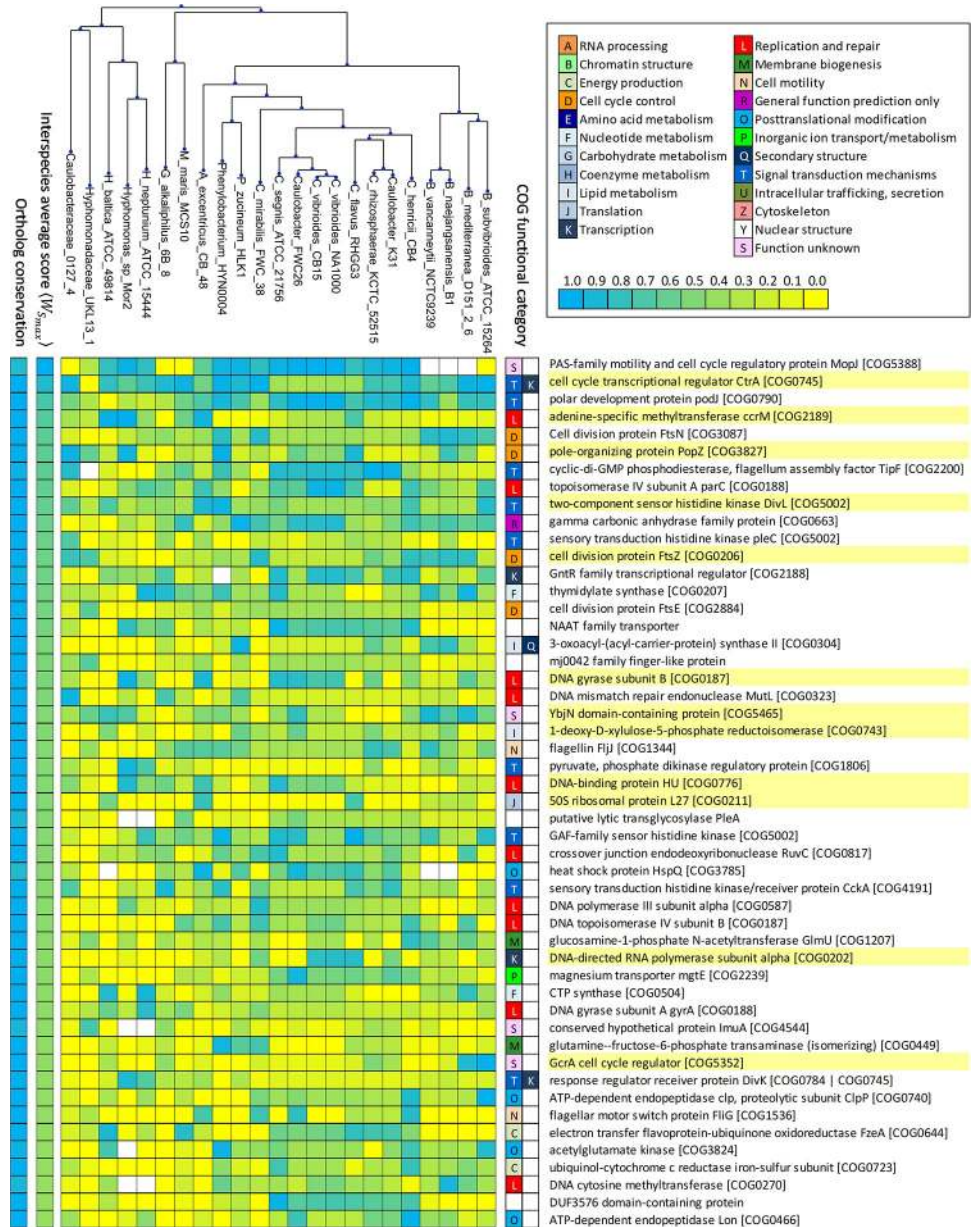 A RNA processing
B Chromatin structure
C Energy production
D Cell cycle control
E Amino acid metabolism
F Nucleotide metabolism
G Carbohydrate metabolism
H Coenzyme metabolism
I Lipid metabolism
J Translation
K Transcription
L Replication and repair
M Membrane biogenesis
N Cell motility
R General function prediction only
O Posttranslational modification
P Inorganic ion transport/metabolism
Q Secondary structure
T Signal transduction mechanisms
U Intracellular trafficking, secretion
Z Cytoskeleton
Y Nuclear structure
S Function unknown
1.0 0.9 0.8 0.7 0.6 0.5 0.4 0.3 0.2 0.1 0.0
COG functional category
B_subvibrioides_ATCC_15264
B_mediterranea_D151_2_6
B_naejangsanensis_B1
B_vancanneytii_NCTC9239
C_henricii_CB4
Caulobacter_K31
C_rhizosphaerae_KCTC_52515
C_flavus_RHGG3
C_vibrioides_NA1000
C_vibrioides_CB15
Caulobacter_FWC26
C_segnis_ATCC_21756
C_mirabilis_FWC_38
P_zucineum_HLK1
Phenylobacterium_HYN0004
A_excentricus_CB_48
M_maris_MCS10
G_alkaliphilus_6B_8
H_neptunium_ATCC_15444
Hyphomonas_sp_Mor2
H_baltica_ATCC_49814
Hyphomonadaceae_UKL13_1
Caulobacteraceae_0127_4
Interspecies average score (W_Smax)
Ortholog conservation
S PAS-family motility and cell cycle regulatory protein MopJ [COG5388]
T K cell cycle transcriptional regulator CtrA [COG0745]
T polar development protein podJ [COG0790]
L adenine-specific methyltransferase ccrM [COG2189]
D Cell division protein FtsN [COG3087]
D pole-organizing protein PopZ [COG3827]
T cyclic-di-GMP phosphodiesterase, flagellum assembly factor TipF [COG2200]
L topoisomerase IV subunit A parC [COG0188]
T two-component sensor histidine kinase DivL [COG5002]
R gamma carbonic anhydrase family protein [COG0663]
T sensory transduction histidine kinase pleC [COG5002]
D cell division protein FtsZ [COG0206]
K GntR family transcriptional regulator [COG2188]
F thymidylate synthase [COG0207]
D cell division protein FtsE [COG2884]
NAAT family transporter
I Q 3-oxoacyl-(acyl-carrier-protein) synthase II [COG0304]
mj0042 family finger-like protein
L DNA gyrase subunit B [COG0187]
L DNA mismatch repair endonuclease MutL [COG0323]
S YbjN domain-containing protein [COG5465]
I 1-deoxy-D-xylulose-5-phosphate reductoisomerase [COG0743]
N flagellin FljJ [COG1344]
T pyruvate, phosphate dikinase regulatory protein [COG1806]
L DNA-binding protein HU [COG0776]
J 50S ribosomal protein L27 [COG0211]
putative lytic transglycosylase PleA
T GAF-family sensor histidine kinase [COG5002]
L crossover junction endodeoxyribonuclease RuvC [COG0817]
O heat shock protein HspQ [COG3785]
T sensory transduction histidine kinase/receiver protein CckA [COG4191]
L DNA polymerase III subunit alpha [COG0587]
L DNA topoisomerase IV subunit B [COG0187]
M glucosamine-1-phosphate N-acetyltransferase GlmU [COG1207]
K DNA-directed RNA polymerase subunit alpha [COG0202]
P magnesium transporter mgtE [COG2239]
F CTP synthase [COG0504]
L DNA gyrase subunit A gyrA [COG0188]
S conserved hypothetical protein ImuA [COG4544]
M glutamine--fructose-6-phosphate transaminase (isomerizing) [COG0449]
S GcrA cell cycle regulator [COG5352]
T K response regulator receiver protein DivK [COG0784 | COG0745]
O ATP-dependent endopeptidase clp, proteolytic subunit ClpP [COG0740]
N flagellar motor switch protein FliG [COG1536]
C electron transfer flavoprotein-ubiquinone oxidoreductase FzeA [COG0644]
O acetylglutamate kinase [COG3824]
C ubiquinol-cytochrome c reductase iron-sulfur subunit [COG0723]
L DNA cytosine methyltransferase [COG0270]
DUF3576 domain-containing protein
O ATP-dependent endopeptidase Lon [COG0466]